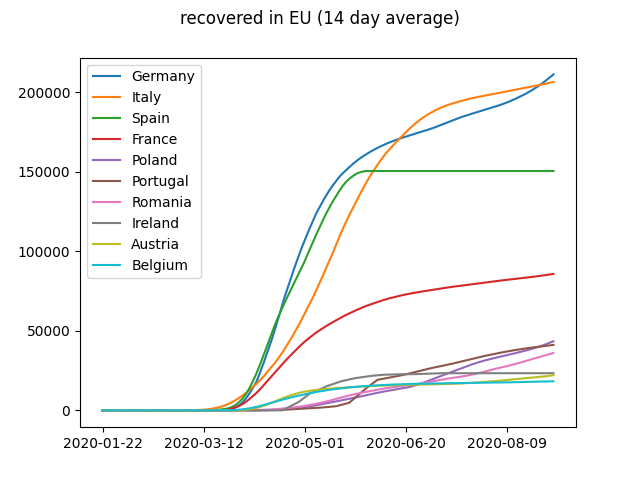 recovered in EU (14 day average)
Germany
Italy
Spain
France
Poland
Portugal
Romania
Ireland
Austria
Belgium
200000
150000
100000
50000
0
2020-01-22 2020-03-12 2020-05-01 2020-06-20 2020-08-09